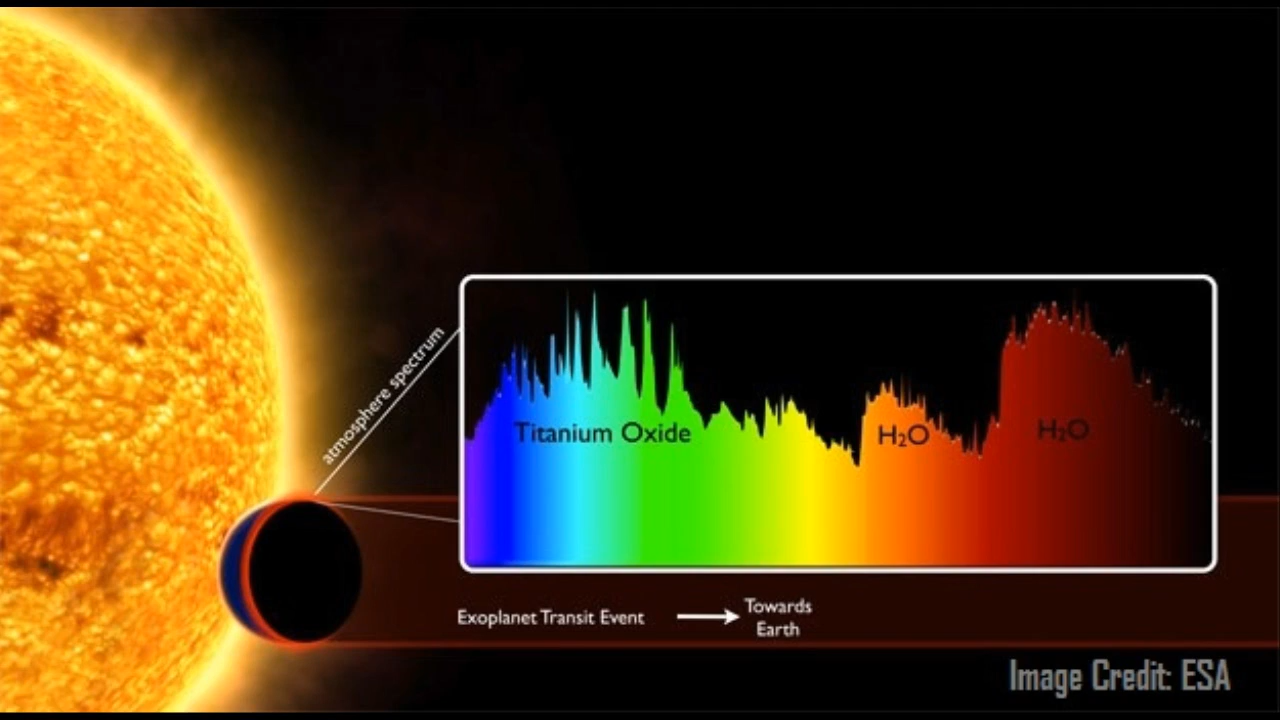 atmosphere spectrum
Titanium Oxide
H₂O
H₂O
Exoplanet Transit Event
Towards
Earth
Image Credit: ESA